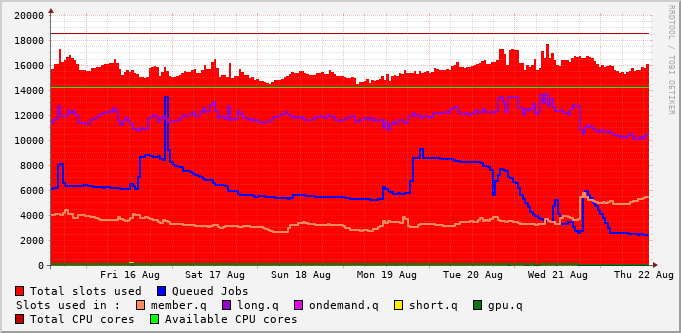 20000
18000
16000
14000
12000
10000
8000
6000
4000
2000
0
Fri 16 Aug Sat 17 Aug Sun 18 Aug Mon 19 Aug Tue 20 Aug Wed 21 Aug Thu 22 Aug
RRDTOOL / TOBI OETIKER
Total slots used Queued Jobs
Slots used in : member.q long.q ondemand.q short.q gpu.q
Total CPU cores Available CPU cores